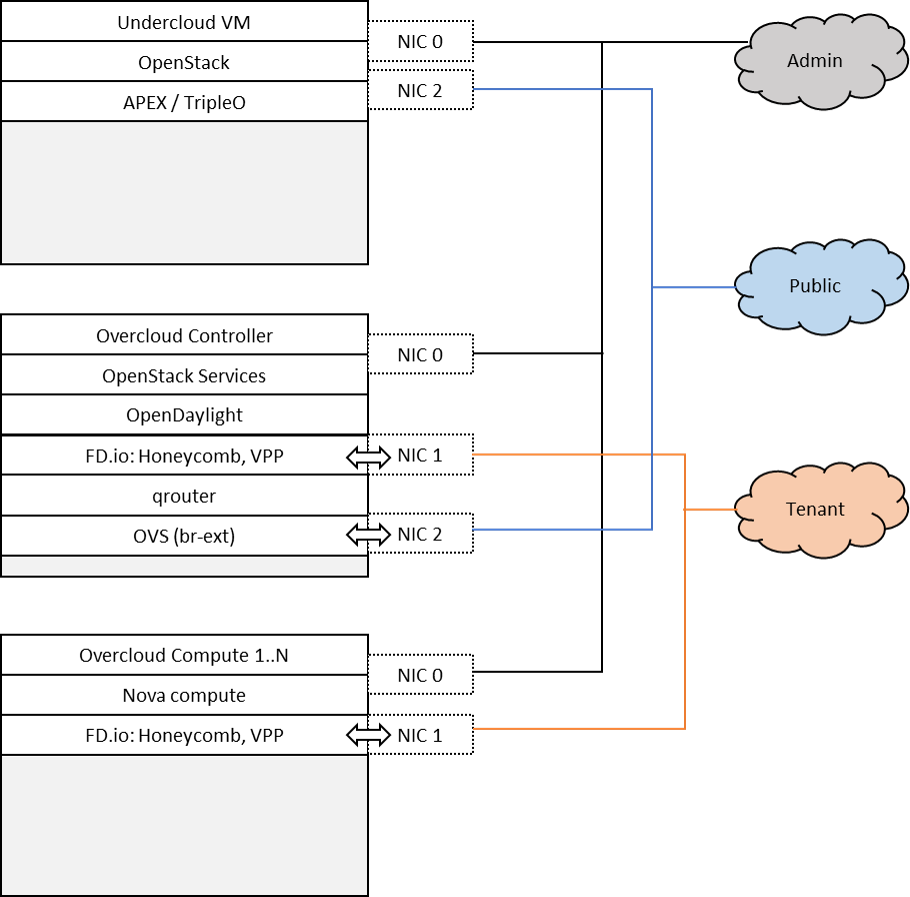 Undercloud VM
OpenStack
APEX / TripleO
NIC 0
NIC 2
Admin
Public
Overcloud Controller
OpenStack Services
OpenDaylight
FD.io: Honeycomb, VPP
qrouter
OVS (br-ext)
NIC 0
NIC 1
NIC 2
Tenant
Overcloud Compute 1..N
Nova compute
FD.io: Honeycomb, VPP
NIC 0
NIC 1